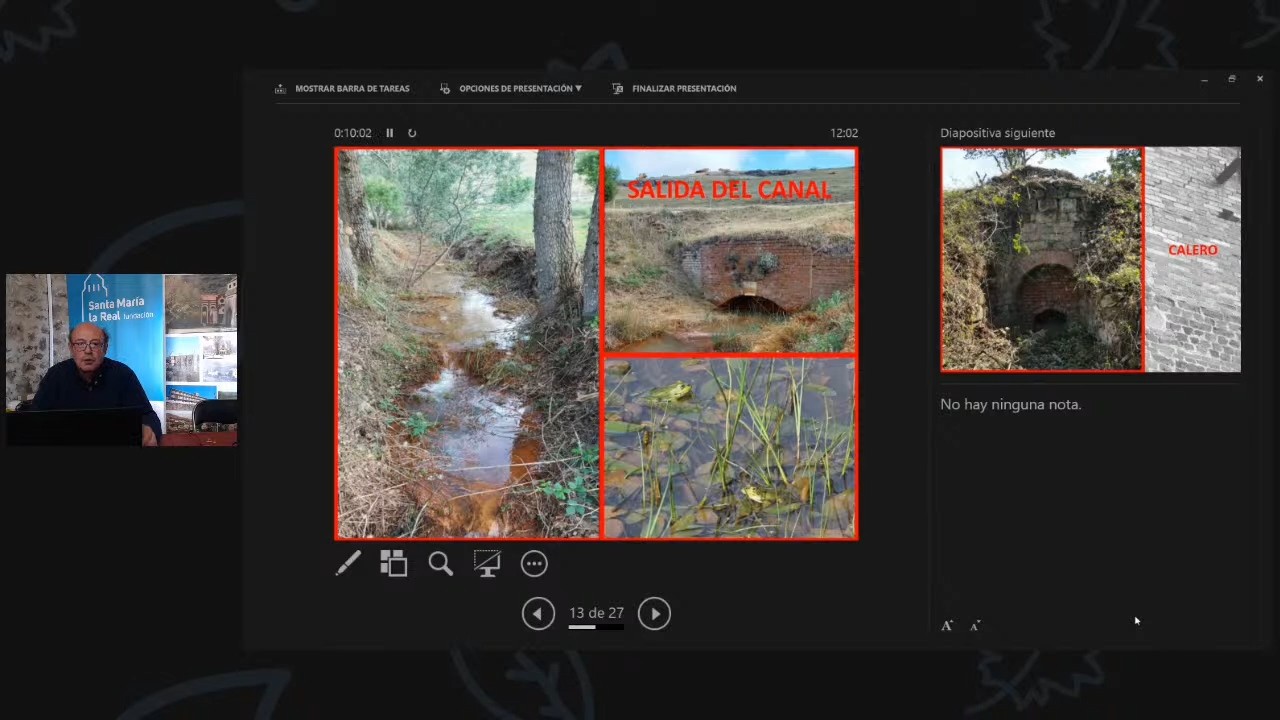 MOSTRAR BARRA DE TAREAS
OPCIONES DE PRESENTACIÓN ▼
FINALIZAR PRESENTACIÓN
0:10:02
12:02
Diapositiva siguiente
SALIDA DEL CANAL
CALERO
Santa María
la Real fundación
No hay ninguna nota.
13 de 27
A
A